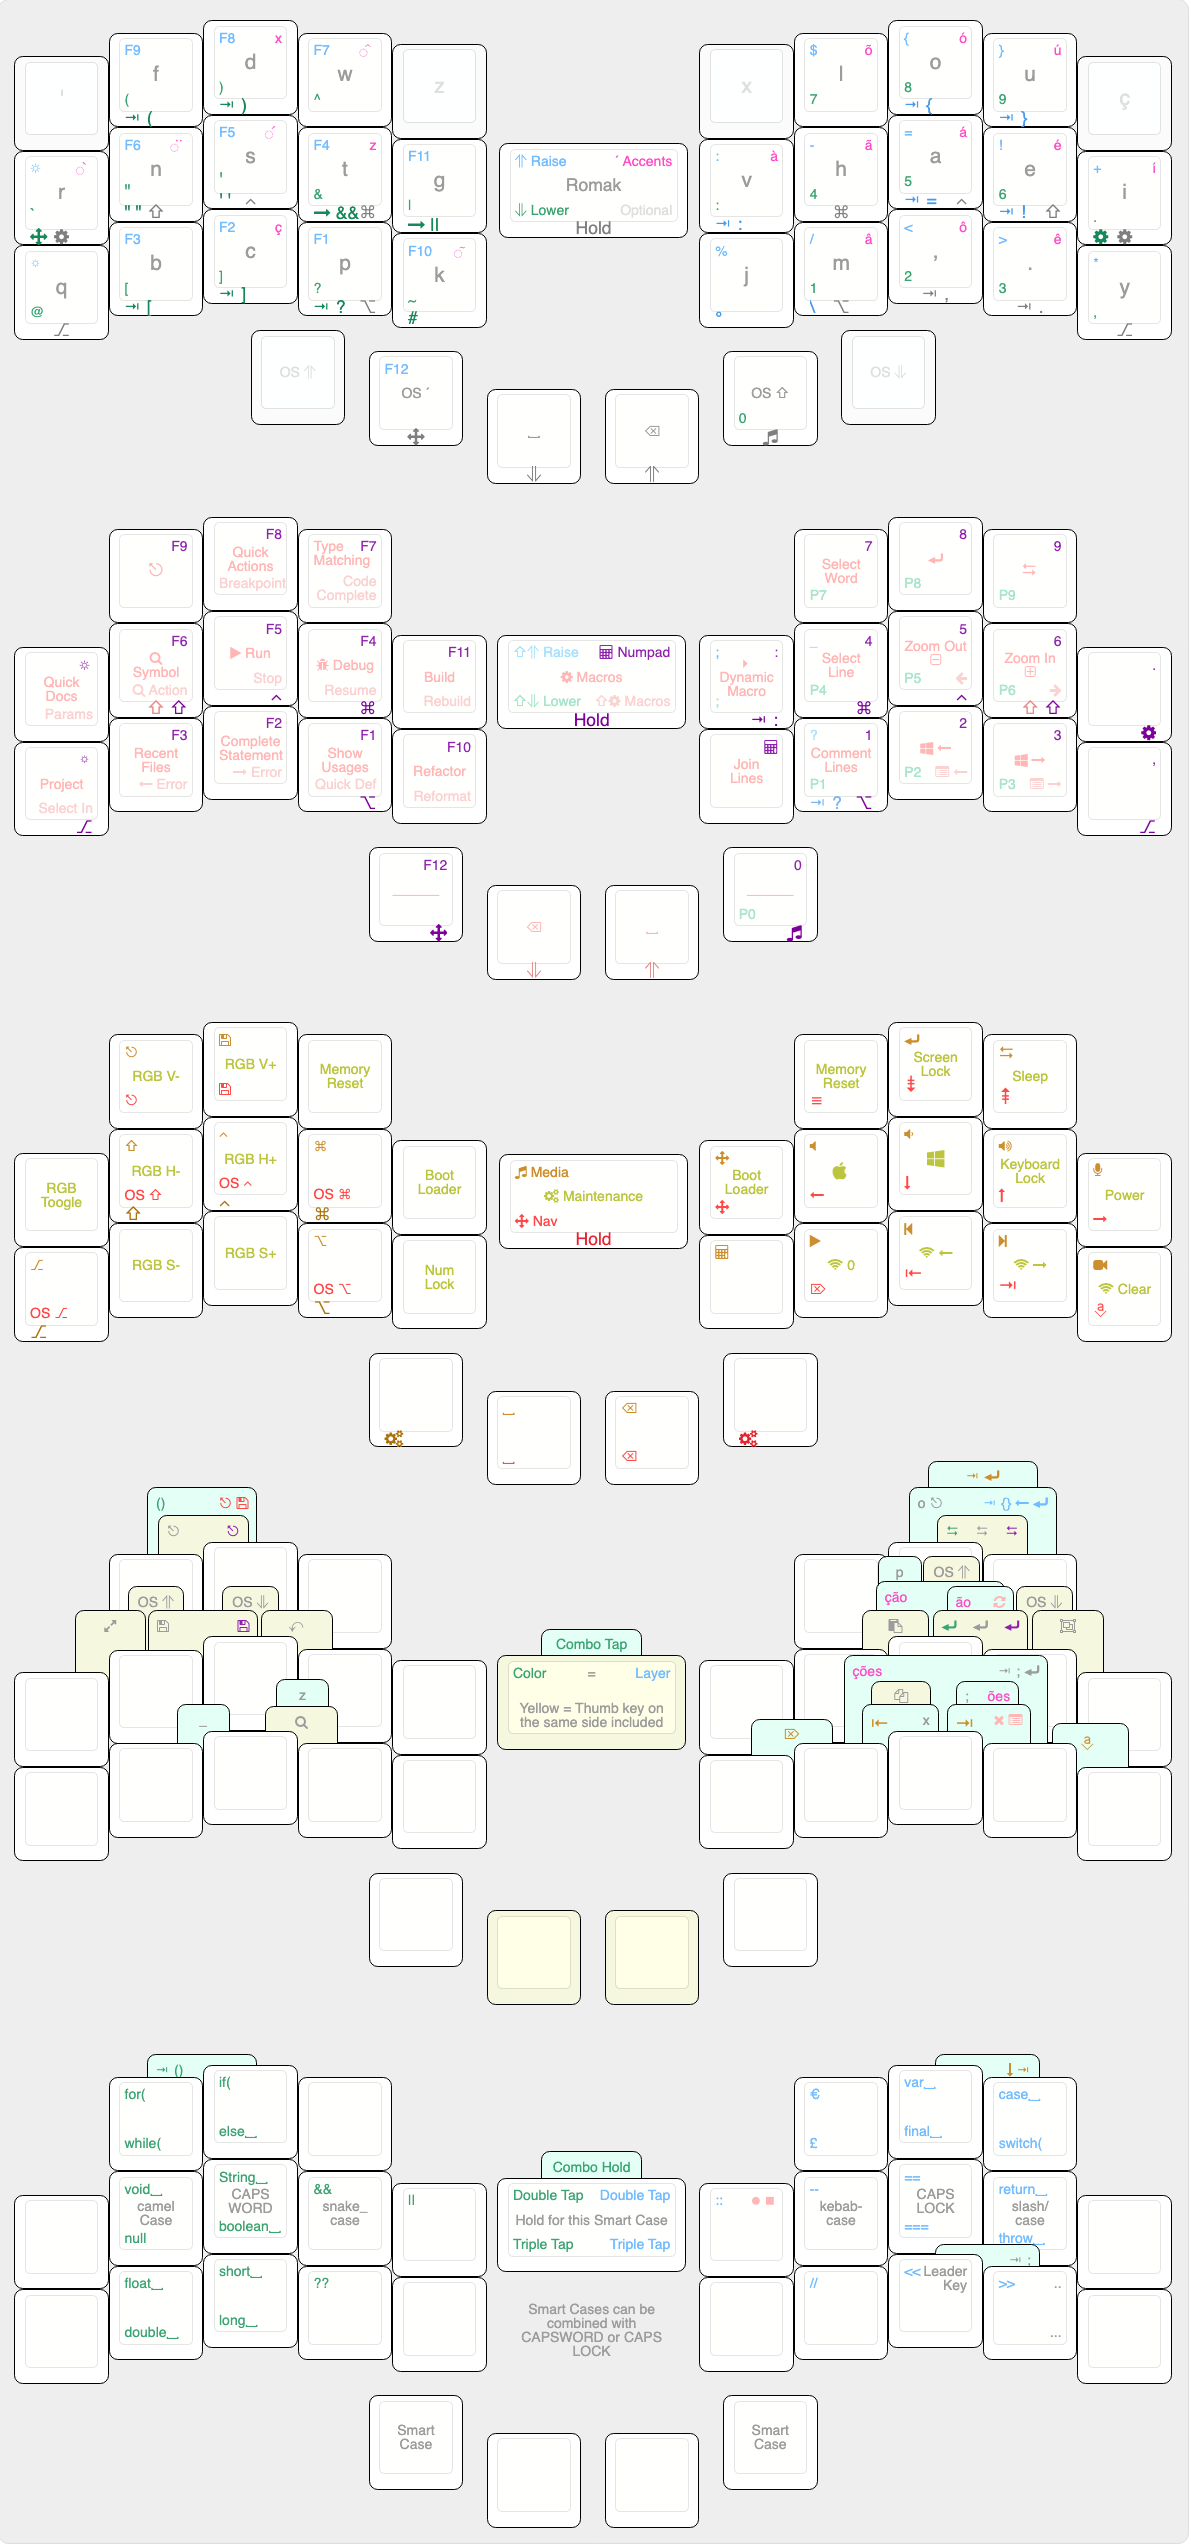 F9 f ( ⇥ (
F8 x d ) ⇥ )
F7 ◌̂ w ^
z
x
$ õ l 7
{ ó o 8 ⇥ {
} ú u 9 ⇥ }
ç
'
☼ ◌̀ r `
F6 ◌̈ n " " " ⇧
F5 ◌́ s ' ' ' ^
F4 z t & → && ⌘
F11 g | → ||
⇑ Raise ´ Accents
Romak
⇓ Lower Optional
Hold
: à v : ⇥ :
- ã h 4 ⌘
= á a 5 ⇥ = ^
! é e 6 ⇥ ! ⇧
+ í i .
☼ q @ ⌥
F3 b [ ⇥ [
F2 ç c ] ⇥ ]
F1 p ? ⇥ ? ⌥
F10 ◌̃ k ~ #
% j °
/ â m 1 \ ⌥
< ô , 2 ⇥ ,
> ê . 3 ⇥ .
* y ,
OS ⇑
F12 OS ´
OS ⇧ 0
OS ⇓
F9
F8 Quick Actions Breakpoint
Type Matching F7 Code Complete
7 Select Word P7
8 P8
9 P9
Quick Docs Params
F6 Symbol Action
F5 Run Stop ^
F4 Debug Resume ⌘
F11 Build Rebuild
⇧⇑ Raise Numpad
Macros
⇧⇓ Lower ⇧ Macros
Hold
; : Dynamic Macro ; ⇥ :
_ 4 Select Line P4 ⌘
5 Zoom Out P5 ← ^
6 Zoom In P6 → ⇧ ⇧
.
Project Select In
F3 Recent Files ← Error
F2 Complete Statement → Error
F1 Show Usages Quick Def ⌥
F10 Refactor Reformat
Join Lines
? 1 Comment Lines P1 ⇥ ? ⌥
2 ← P2 ←
3 → P3 →
,
F12
0 P0
RGB V-
RGB V+
Memory Reset
Memory Reset
Screen Lock
Sleep
RGB Toogle
RGB H- OS ⇧ ⇧
^ RGB H+ OS ^ ^
⌘ OS ⌘ ⌘
Boot Loader
Media
Maintenance
Nav
Hold
Boot Loader
←
↓
Keyboard Lock ↑
Power →
OS ⌥
RGB S-
RGB S+
⌥ OS ⌥ ⌥
Num Lock
0
←
→
Clear a
() 
o ⇥ {} ←
p OS ⇑
OS ⇑ OS ⇓
ção ão OS ⇓
Combo Tap
Color = Layer
Yellow = Thumb key on
the same side included
ções ⇥ ;
z
; ões
_
x
a
⇥ ()
↓ ⇥
for( while(
if( else_
€ £
var_ final_
case_ switch(
void_ camel Case null
String_ CAPS WORD boolean_
&& snake_ case
||
Combo Hold
Double Tap Double Tap
Hold for this Smart Case
Triple Tap Triple Tap
::
-- kebab- case
== CAPS LOCK ===
return_ slash/ case throw_
⇥ ;
float_ double_
short_ long_
??
Smart Cases can be
combined with
CAPSWORD or CAPS
LOCK
//
<< Leader Key
>> .. ...
Smart Case
Smart Case